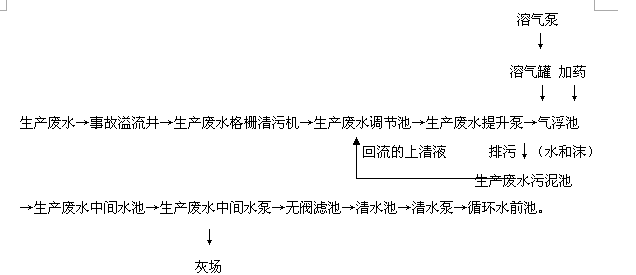 溶气泵
↓
溶气罐 加药
↓ ↓
生产废水→事故溢流井→生产废水格栅清污机→生产废水调节池→生产废水提升泵→气浮池
回流的上清液 排污↓（水和沫）
生产废水污泥池
→生产废水中间水池→生产废水中间水泵→无阀滤池→清水池→清水泵→循环水前池。
↓
灰场